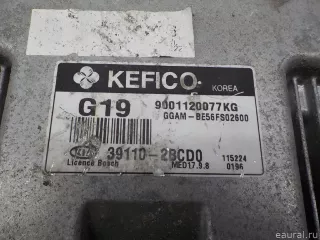 KEFICO
KOREA
G19
9001120077KG
GGAM-BE56FS02600
39110-2BCD0
Licence Bosch
MED17.9.8
115224
0196
eaural.ru